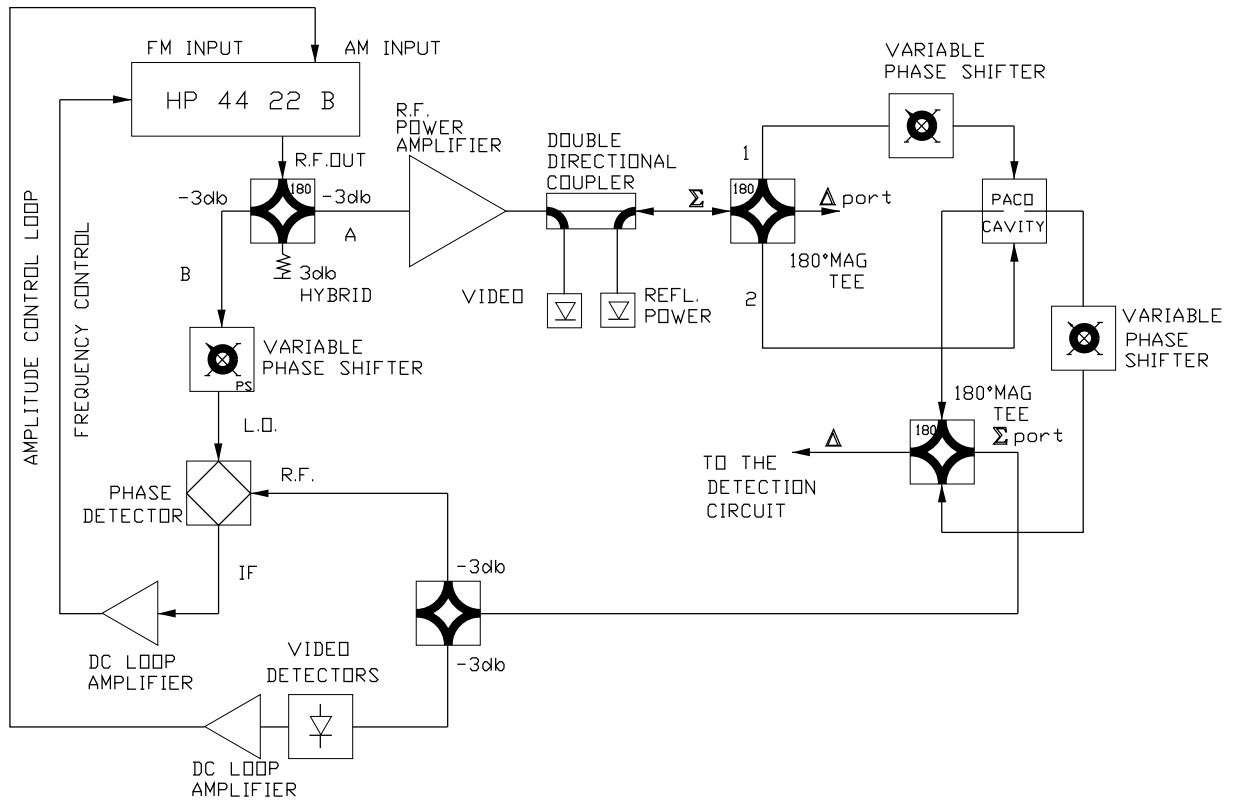 FM INPUT
AM INPUT
HP 44 22 B
R.F.OUT
180
-3db
-3db
A
B
3db
HYBRID
R.F.
POWER
AMPLIFIER
DOUBLE
DIRECTIONAL
COUPLER
VIDEO
REFL.
POWER
Σ
180
Δ port
180°MAG
TEE
1
2
VARIABLE
PHASE SHIFTER
PACO
CAVITY
VARIABLE
PHASE
SHIFTER
180°MAG
TEE
180
Σ port
Δ
TO THE
DETECTION
CIRCUIT
AMPLITUDE CONTROL LOOP
FREQUENCY CONTROL
VARIABLE
PHASE SHIFTER
PS
L.O.
R.F.
PHASE
DETECTOR
IF
-3db
-3db
DC LOOP
AMPLIFIER
VIDEO
DETECTORS
DC LOOP
AMPLIFIER